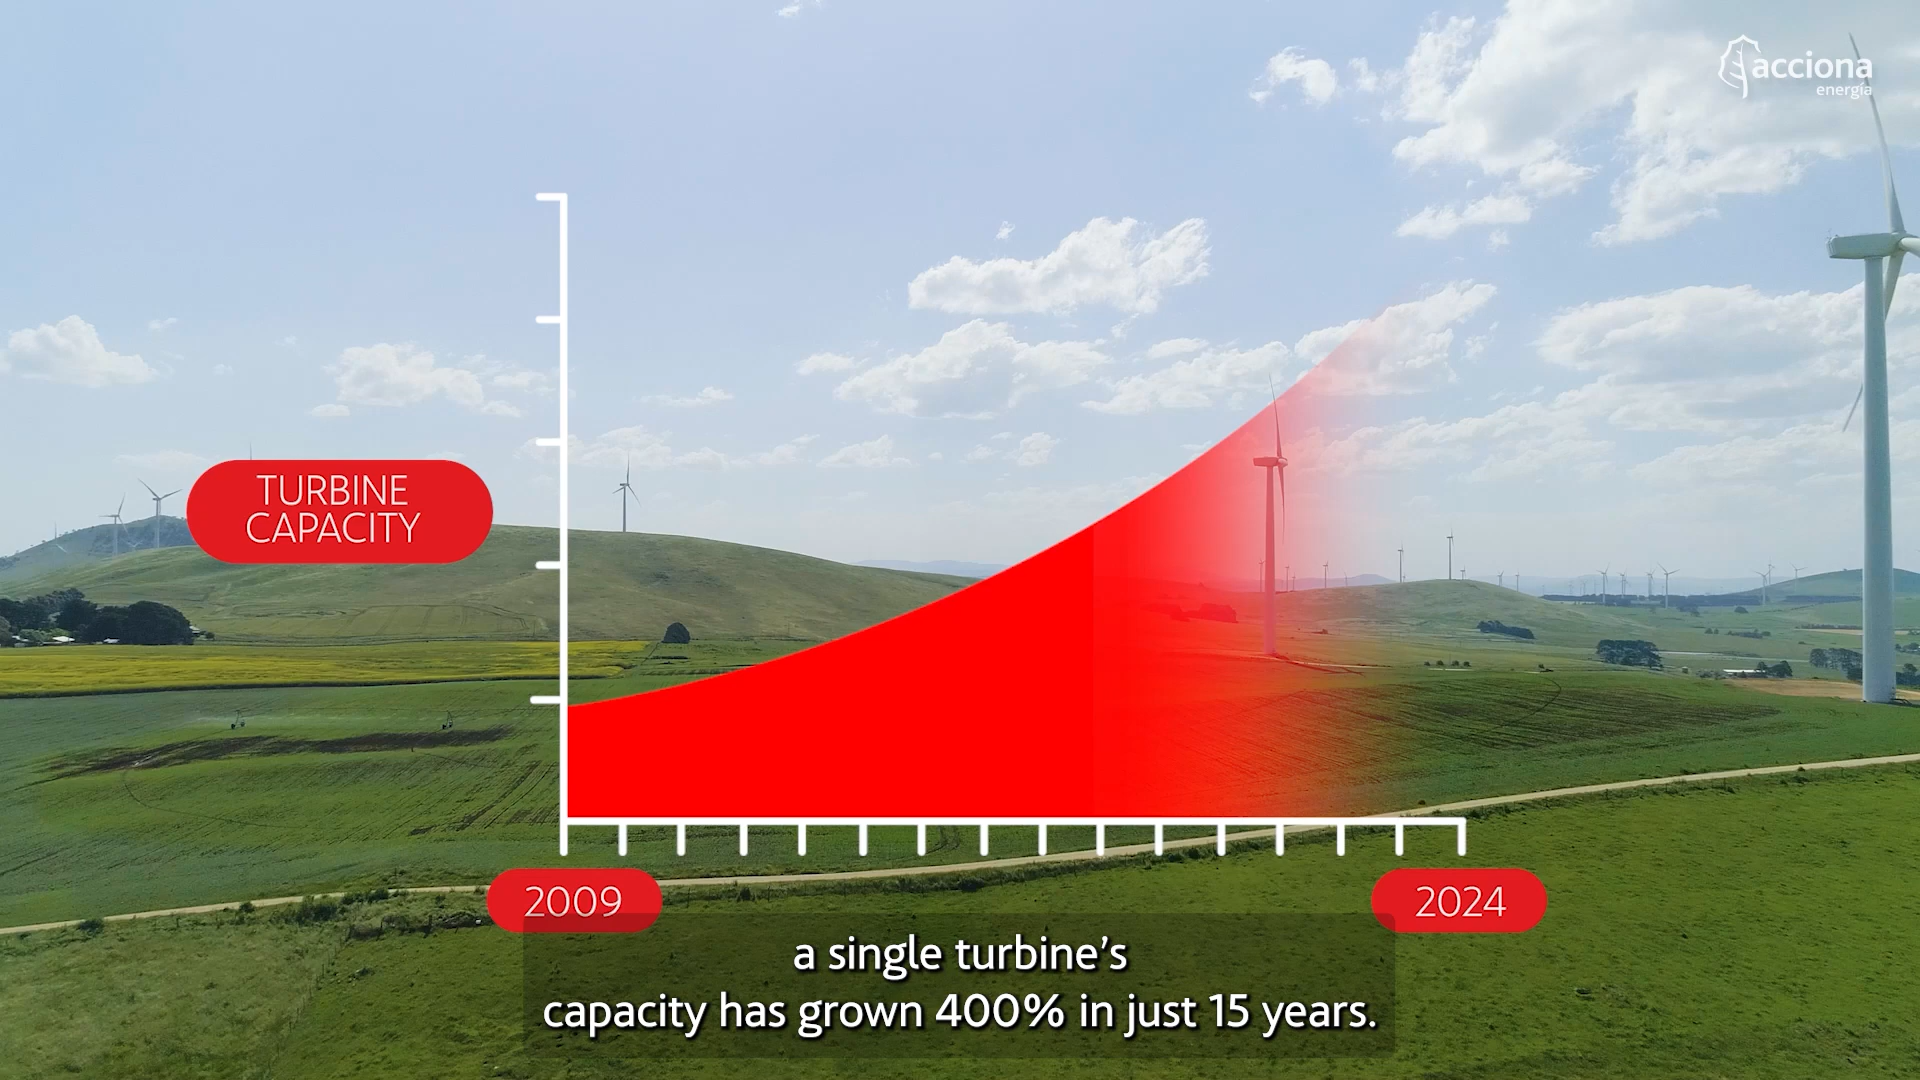 acciona
energía
TURBINE
CAPACITY
2009
2024
a single turbine’s
capacity has grown 400% in just 15 years.